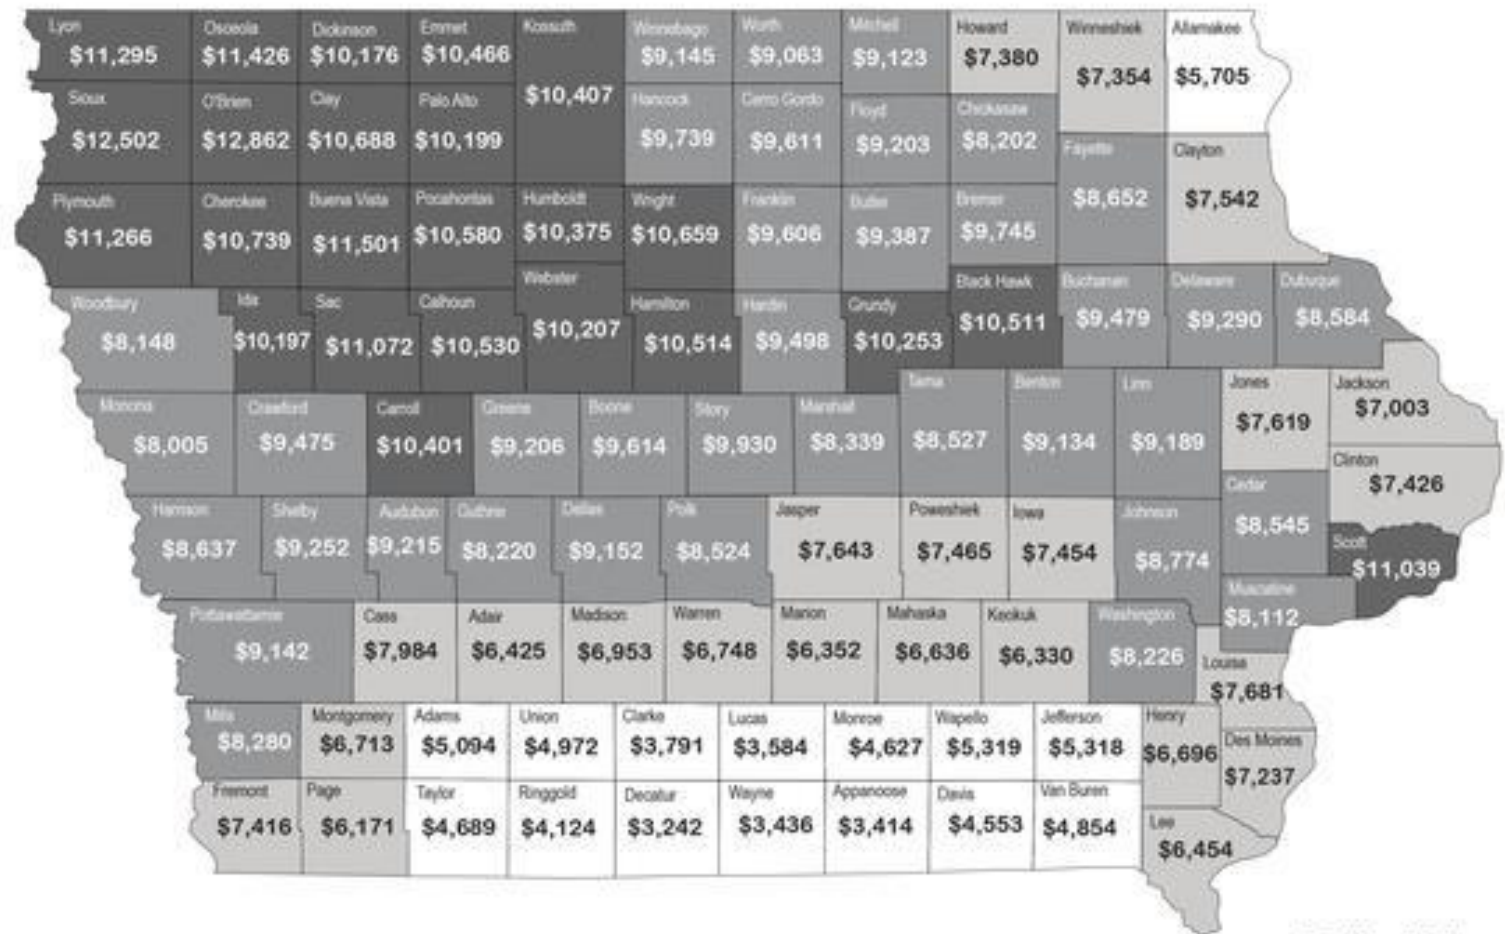 Lyon
$11,295
Osceola
$11,426
Dickinson
$10,176
Emmet
$10,466
Kossuth
$10,407
Winnebago
$9,145
Worth
$9,063
Mitchell
$9,123
Howard
$7,380
Winneshiek
$7,354
Allamakee
$5,705
Sioux
$12,502
O'Brien
$12,862
Clay
$10,688
Palo Alto
$10,199
Hancock
$9,739
Cerro Gordo
$9,611
Floyd
$9,203
Chickasaw
$8,202
Fayette
$8,652
Clayton
$7,542
Plymouth
$11,266
Cherokee
$10,739
Buena Vista
$11,501
Pocahontas
$10,580
Humboldt
$10,375
Wright
$10,659
Franklin
$9,606
Butler
$9,387
Bremer
$9,745
Woodbury
$8,148
Ida
$10,197
Sac
$11,072
Calhoun
$10,530
Webster
$10,207
Hamilton
$10,514
Hardin
$9,498
Grundy
$10,253
Black Hawk
$10,511
Buchanan
$9,479
Delaware
$9,290
Dubuque
$8,584
Monona
$8,005
Crawford
$9,475
Carroll
$10,401
Greene
$9,206
Boone
$9,614
Story
$9,930
Marshall
$8,339
Tama
$8,527
Benton
$9,134
Linn
$9,189
Jones
$7,619
Jackson
$7,003
Clinton
$7,426
Harrison
$8,637
Shelby
$9,252
Audubon
$9,215
Guthrie
$8,220
Dallas
$9,152
Polk
$8,524
Jasper
$7,643
Poweshiek
$7,465
Iowa
$7,454
Johnson
$8,774
Cedar
$8,545
Scott
$11,039
Muscatine
$8,112
Pottawattamie
$9,142
Cass
$7,984
Adair
$6,425
Madison
$6,953
Warren
$6,748
Marion
$6,352
Mahaska
$6,636
Keokuk
$6,330
Washington
$8,226
Louisa
$7,681
Mills
$8,280
Montgomery
$6,713
Adams
$5,094
Union
$4,972
Clarke
$3,791
Lucas
$3,584
Monroe
$4,627
Wapello
$5,319
Jefferson
$5,318
Henry
$6,696
Des Moines
$7,237
Fremont
$7,416
Page
$6,171
Taylor
$4,689
Ringgold
$4,124
Decatur
$3,242
Wayne
$3,436
Appanoose
$3,414
Davis
$4,553
Van Buren
$4,854
Lee
$6,454